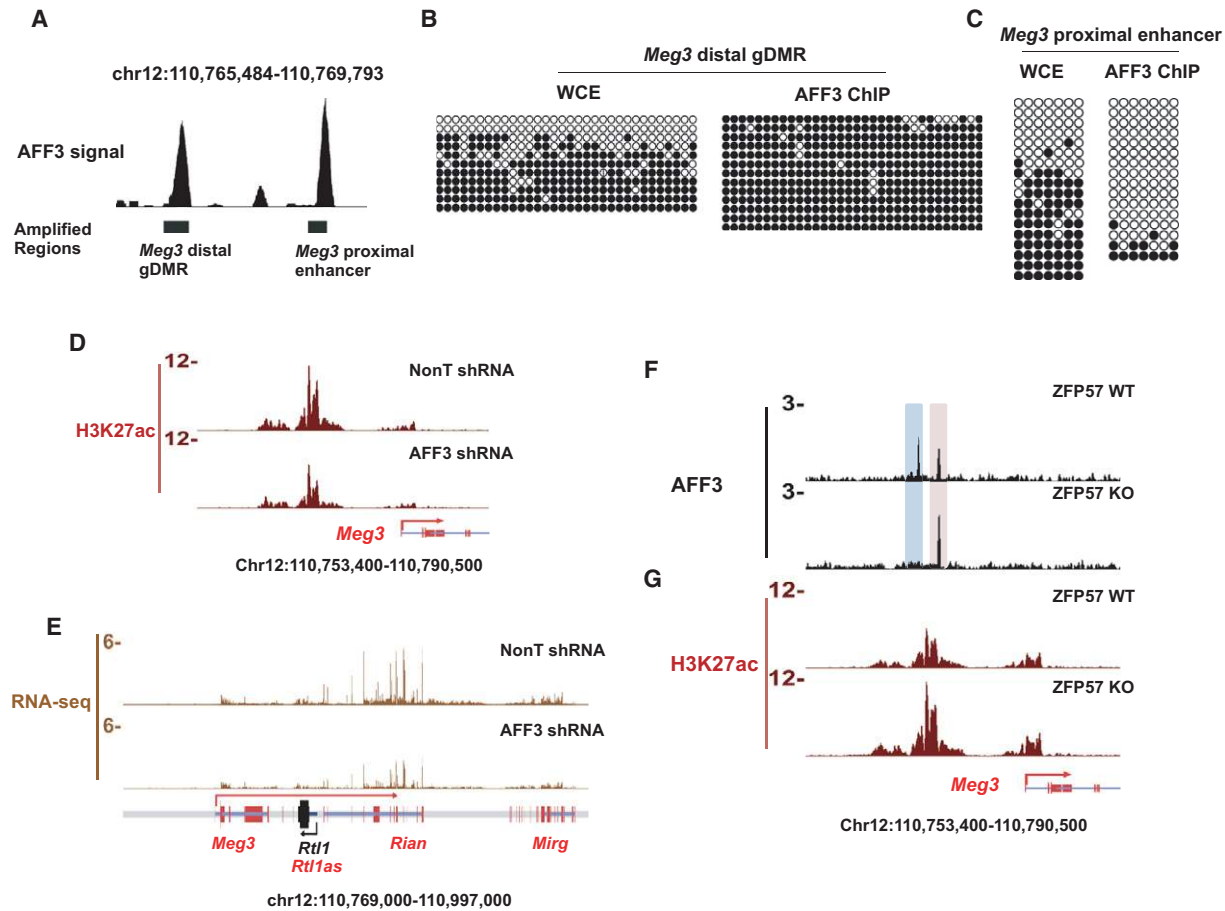 A
chr12:110,765,484-110,769,793
AFF3 signal
Amplified
Regions
Meg3 distal
gDMR
Meg3 proximal
enhancer
B
Meg3 distal gDMR
WCE
AFF3 ChIP
C
Meg3 proximal enhancer
WCE
AFF3 ChIP
D
12-
NonT shRNA
H3K27ac
12-
AFF3 shRNA
Meg3
Chr12:110,753,400-110,790,500
E
6-
NonT shRNA
RNA-seq
6-
AFF3 shRNA
Meg3
Rtl1
Rtl1as
Rian
Mirg
chr12:110,769,000-110,997,000
F
ZFP57 WT
3-
AFF3
3-
ZFP57 KO
G
12-
ZFP57 WT
H3K27ac
12-
ZFP57 KO
Meg3
Chr12:110,753,400-110,790,500